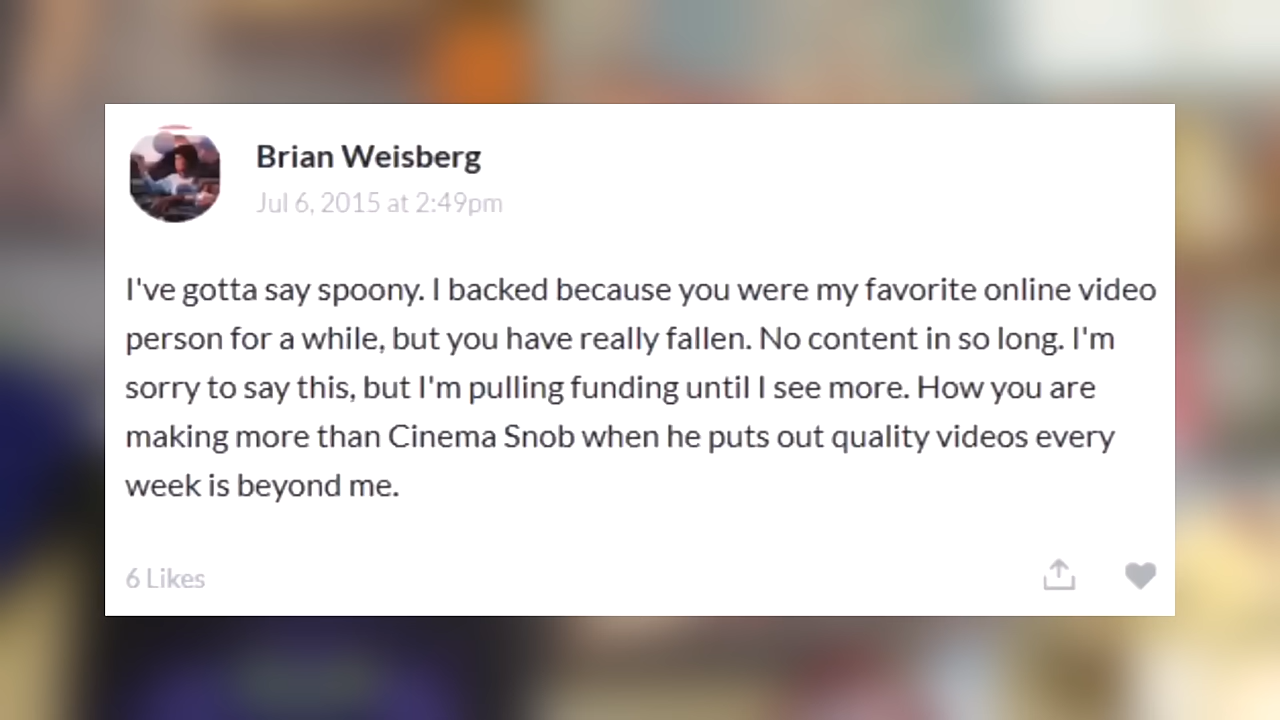 Brian Weisberg
Jul 6, 2015 at 2:49pm
I've gotta say spoony. I backed because you were my favorite online video
person for a while, but you have really fallen. No content in so long. I'm
sorry to say this, but I'm pulling funding until I see more. How you are
making more than Cinema Snob when he puts out quality videos every
week is beyond me.
6 Likes